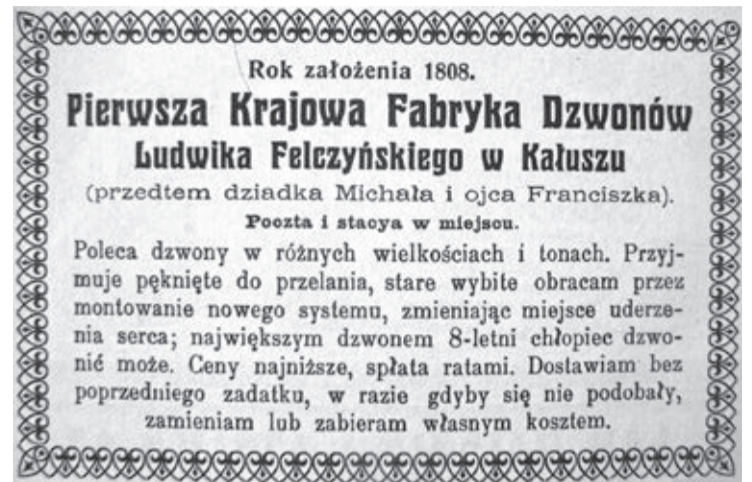 Rok założenia 1808.
Pierwsza Krajowa Fabryka Dzwonów
Ludwika Felczyńskiego w Kałuszu
(przedtem dziadka Michała i ojca Franciszka).
Poczta i stacya w miejscu.
Poleca dzwony w różnych wielkościach i tonach. Przyj-
muje pęknięte do przelania, stare wybite obracam przez
montowanie nowego systemu, zmieniając miejsce uderze-
nia serca; największym dzwonem 8-letni chłopiec dzwo-
nić może. Ceny najniższe, spłata ratami. Dostawiam bez
poprzedniego zadatku, w razie gdyby się nie podobały,
zamieniam lub zabieram własnym kosztem.